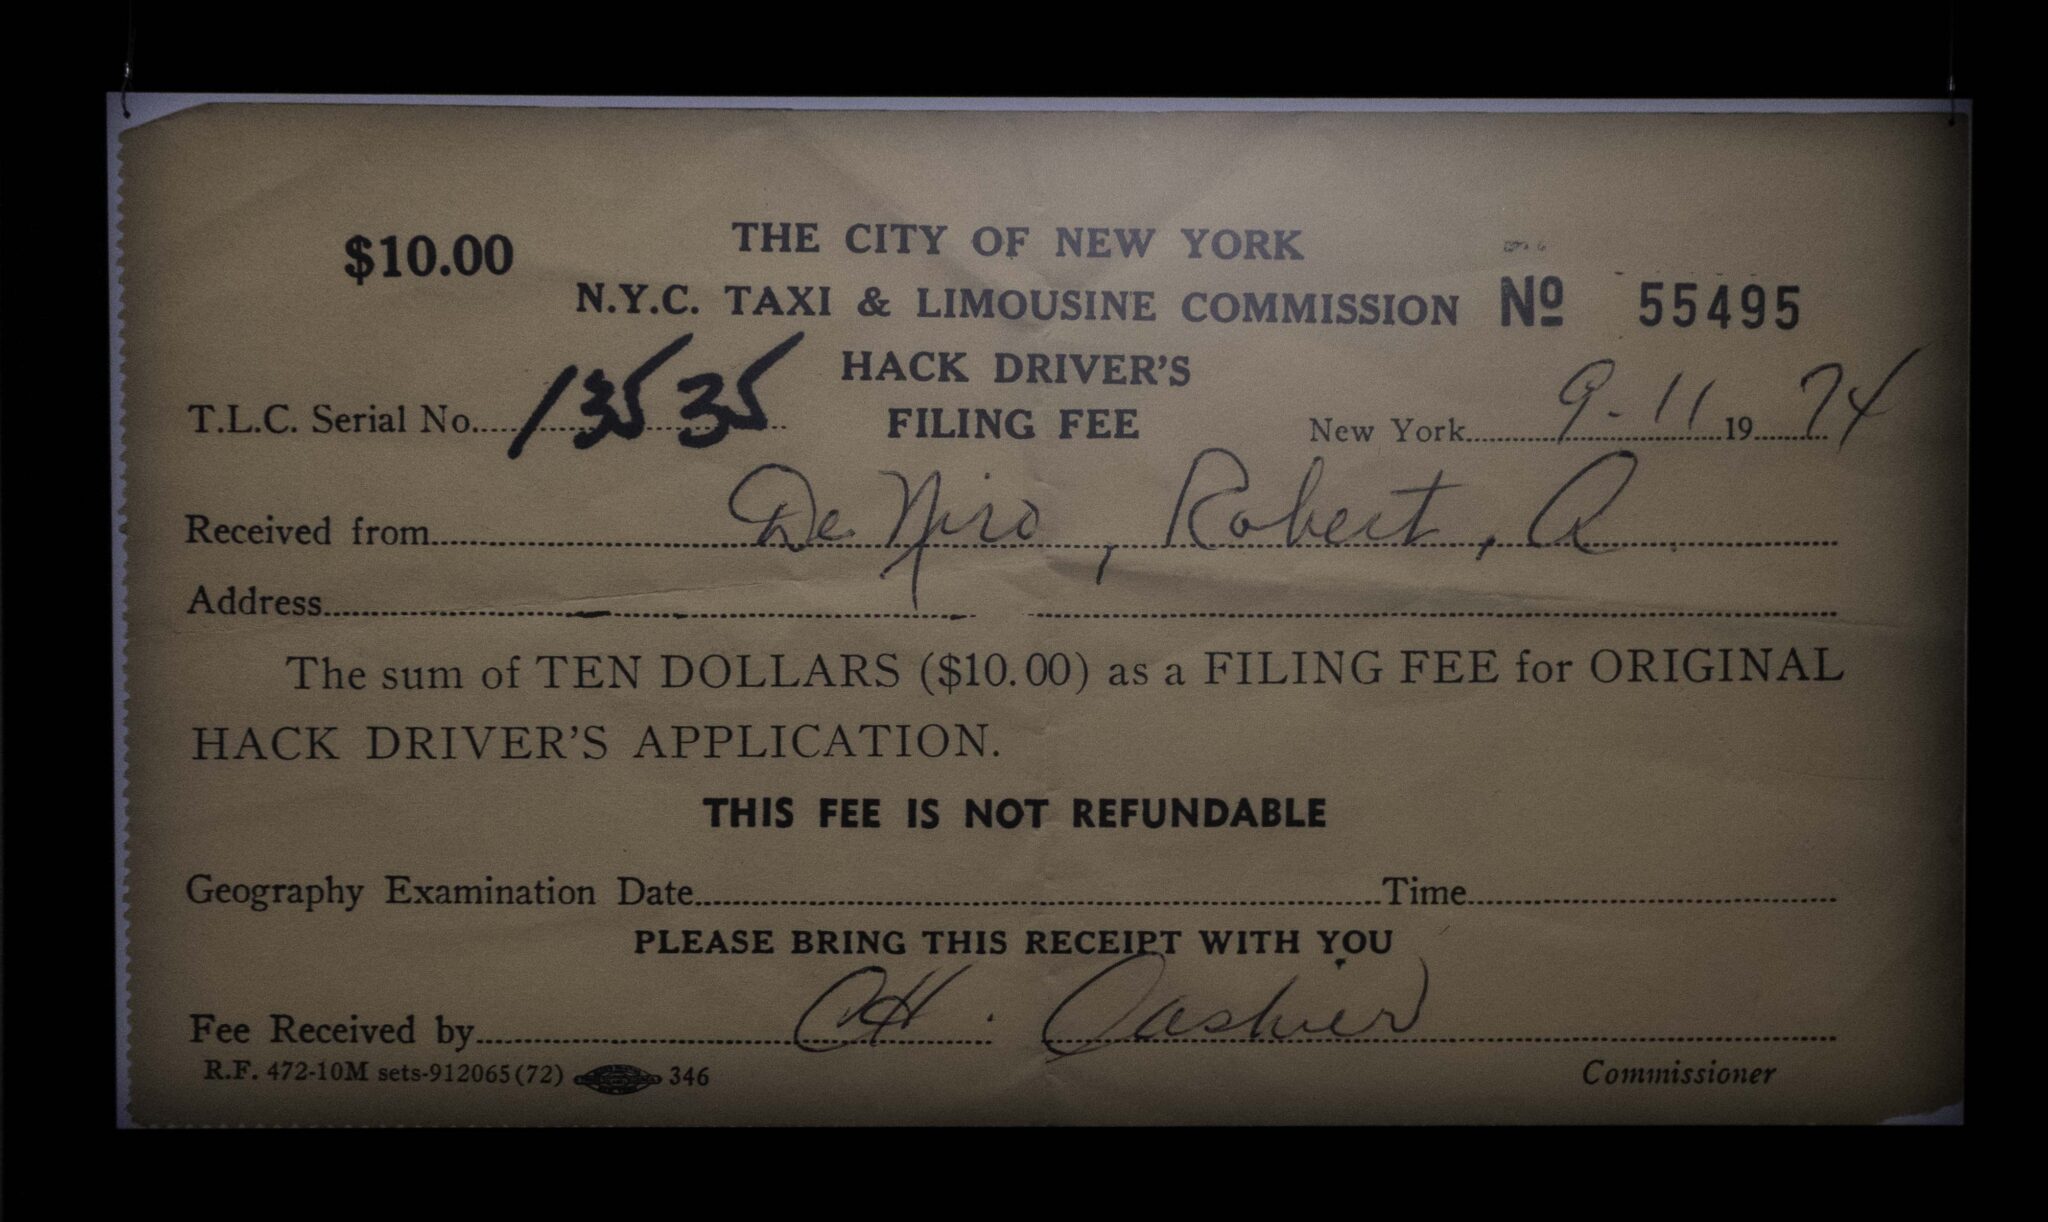 $10.00
THE CITY OF NEW YORK
N.Y.C. TAXI & LIMOUSINE COMMISSION № 55495
HACK DRIVER'S
FILING FEE
T.L.C. Serial No. 13535
New York 9-11 1974
Received from De Niro, Robert, A
Address
The sum of TEN DOLLARS ($10.00) as a FILING FEE for ORIGINAL
HACK DRIVER'S APPLICATION.
THIS FEE IS NOT REFUNDABLE
Geography Examination Date Time
PLEASE BRING THIS RECEIPT WITH YOU
Fee Received by Cashier
R.F. 472-10M sets-912065(72) 346
Commissioner